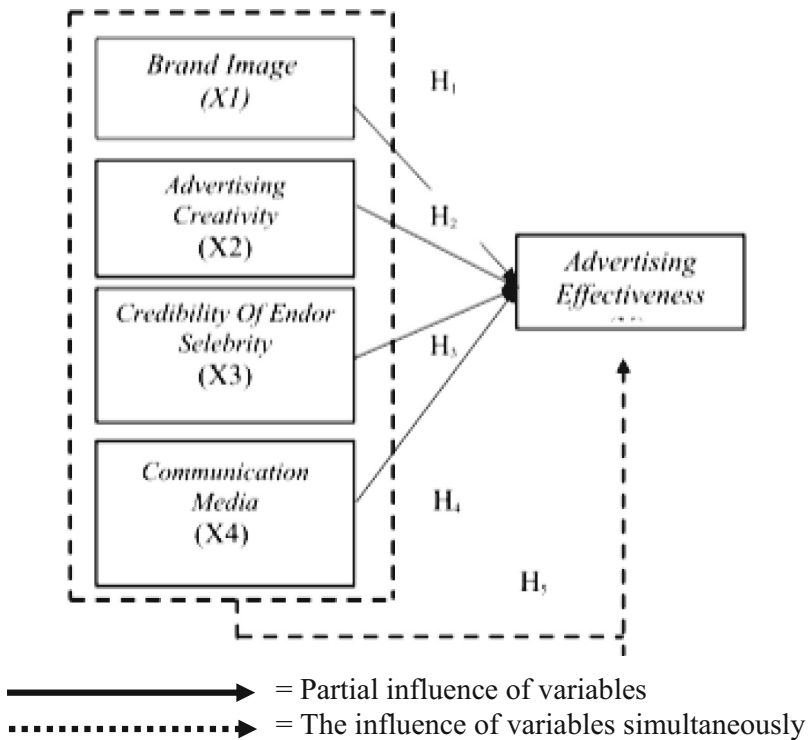 Brand Image
(X1)
H₁
Advertising
Creativity
(X2)
H₂
Advertising
Effectiveness
Credibility Of Endor
Selebrity
(X3)
H₃
Communication
Media
(X4)
H₄
H₅
= Partial influence of variables
= The influence of variables simultaneously